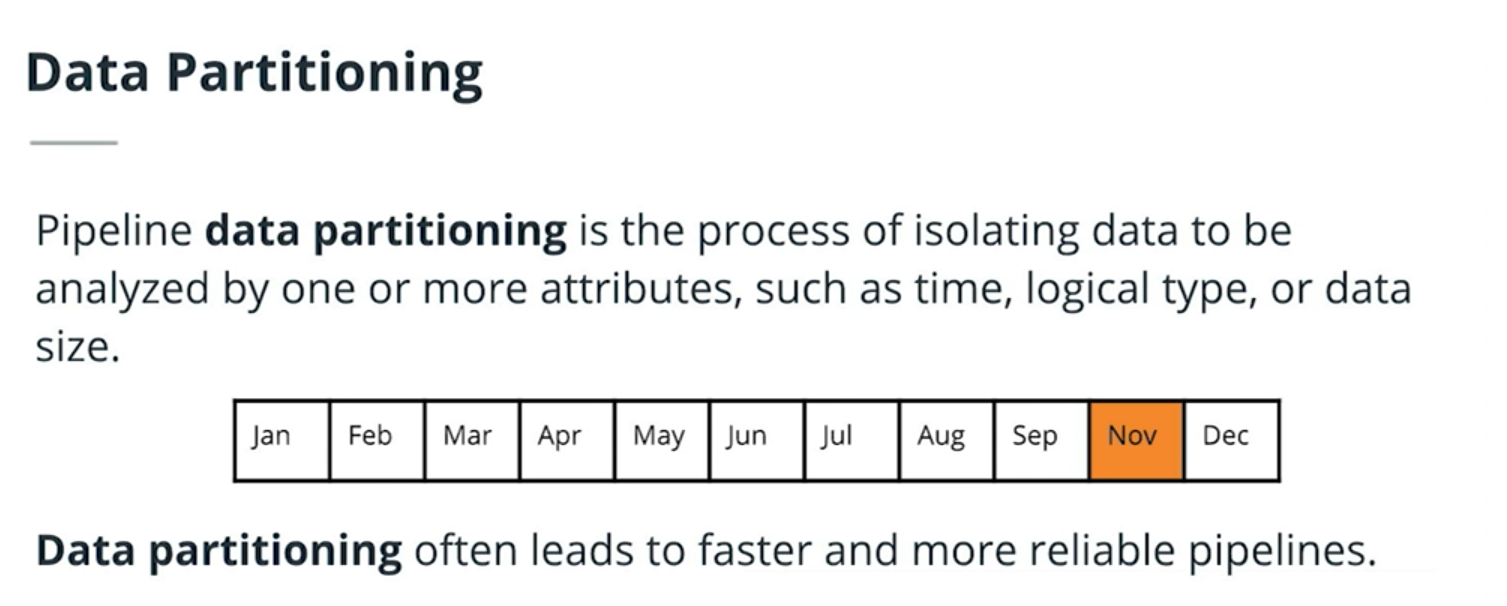 Data Partitioning
Pipeline data partitioning is the process of isolating data to be
analyzed by one or more attributes, such as time, logical type, or data
size.
Jan Feb Mar Apr May Jun Jul Aug Sep Nov Dec
Data partitioning often leads to faster and more reliable pipelines.